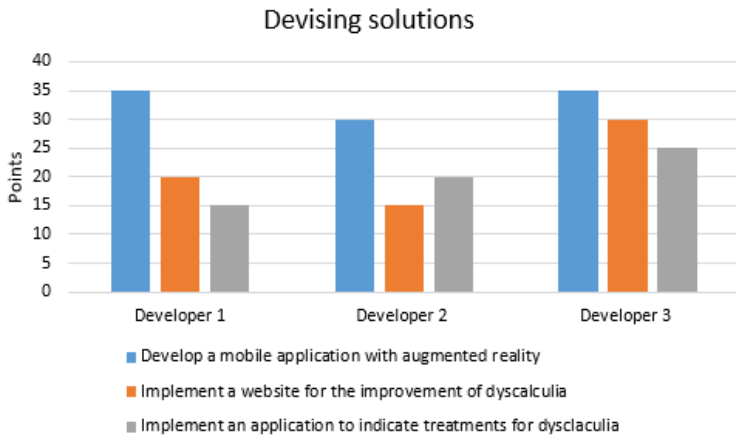 Devising solutions
40
35
30
25
20
15
10
5
0
Points
Developer 1
Developer 2
Developer 3
Develop a mobile application with augmented reality
Implement a website for the improvement of dyscalculia
Implement an application to indicate treatments for dysclaculia